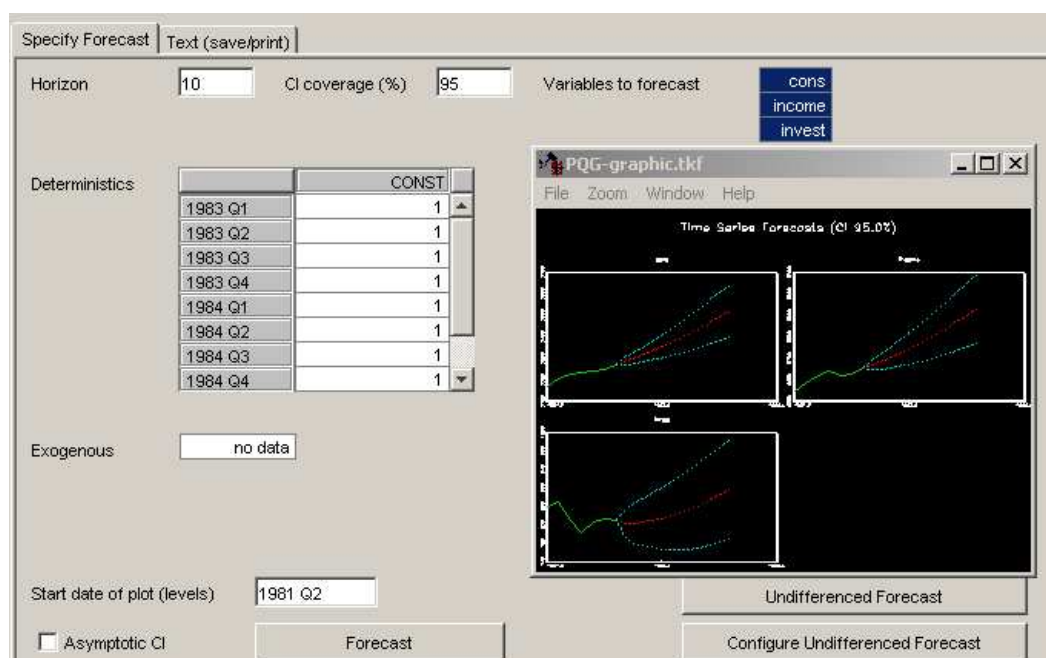 Specify Forecast Text (save/print)
Horizon 10 CI coverage (%) 95 Variables to forecast cons
income
invest
PQG-graphic.tkf
File Zoom Window Help
Time Series Forecasts (CI 95.0%)
Deterministics CONST
1983 Q1 1
1983 Q2 1
1983 Q3 1
1983 Q4 1
1984 Q1 1
1984 Q2 1
1984 Q3 1
1984 Q4 1
Exogenous no data
Start date of plot (levels) 1981 Q2 Undifferenced Forecast
Asymptotic CI Forecast Configure Undifferenced Forecast